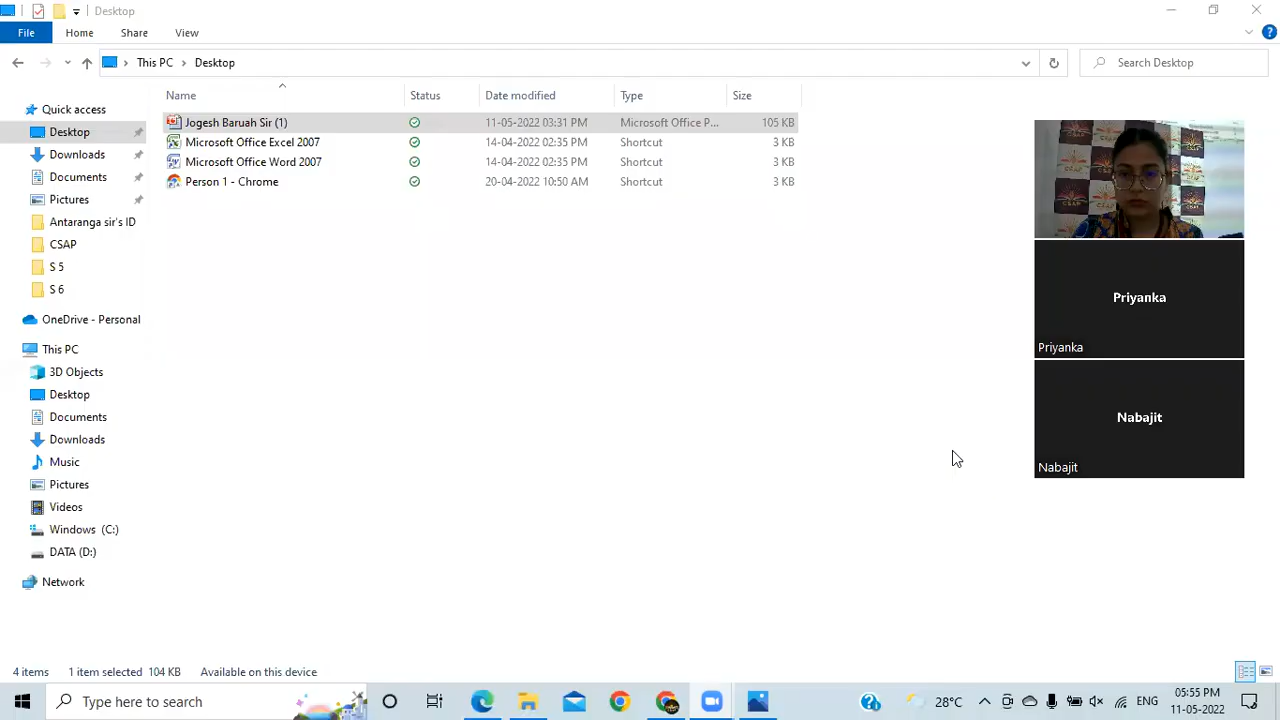 Desktop
File Home Share View
This PC Desktop
Search Desktop
Name Status Date modified Type Size
Jogesh Baruah Sir (1) 11-05-2022 03:31 PM Microsoft Office P... 105 KB
Microsoft Office Excel 2007 14-04-2022 02:35 PM Shortcut 3 KB
Microsoft Office Word 2007 14-04-2022 02:35 PM Shortcut 3 KB
Person 1 - Chrome 20-04-2022 10:50 AM Shortcut 3 KB
Quick access
Desktop
Downloads
Documents
Pictures
Antaranga sir's ID
CSAP
S 5
S 6
OneDrive - Personal
This PC
3D Objects
Desktop
Documents
Downloads
Music
Pictures
Videos
Windows (C:)
DATA (D:)
Network
CSAP
CSAP
Priyanka
Priyanka
Nabajit
Nabajit
4 items 1 item selected 104 KB Available on this device
Type here to search
28°C
ENG
05:55 PM
11-05-2022